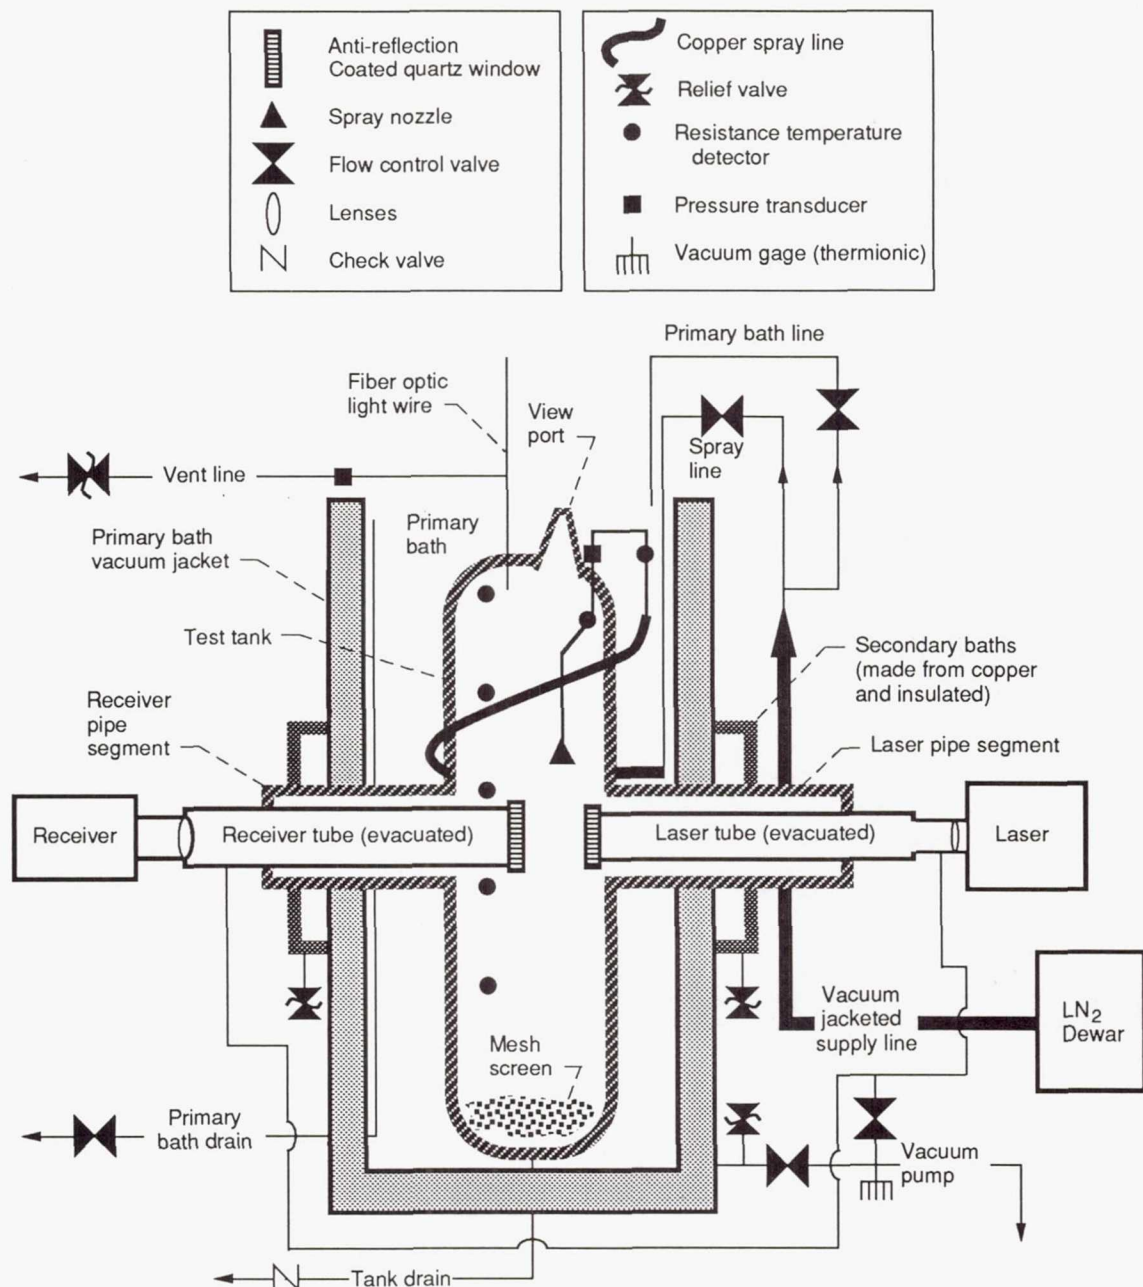 Anti-reflection
Coated quartz window
Spray nozzle
Flow control valve
Lenses
Check valve
Copper spray line
Relief valve
Resistance temperature
detector
Pressure transducer
Vacuum gage (thermionic)
Primary bath line
Fiber optic
light wire
View
port
Spray
line
Vent line
Primary
bath
Primary bath
vacuum jacket
Test tank
Secondary baths
(made from copper
and insulated)
Receiver
pipe
segment
Laser pipe segment
Receiver
Receiver tube (evacuated)
Laser tube (evacuated)
Laser
Vacuum
jacketed
supply line
LN2
Dewar
Mesh
screen
Primary
bath drain
Vacuum
pump
Tank drain